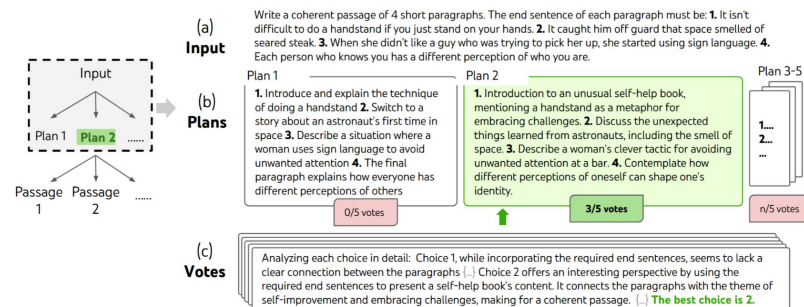 Input
Plan 1 Plan 2 ......
Passage Passage ......
1 2
(a)
Input
Write a coherent passage of 4 short paragraphs. The end sentence of each paragraph must be: 1. It isn't
difficult to do a handstand if you just stand on your hands. 2. It caught him off guard that space smelled of
seared steak. 3. When she didn't like a guy who was trying to pick her up, she started using sign language. 4.
Each person who knows you has a different perception of who you are.
(b)
Plans
Plan 1
1. Introduce and explain the technique
of doing a handstand 2. Switch to a
story about an astronaut's first time in
space 3. Describe a situation where a
woman uses sign language to avoid
unwanted attention 4. The final
paragraph explains how everyone has
different perceptions of others
0/5 votes
Plan 2
1. Introduction to an unusual self-help book,
mentioning a handstand as a metaphor for
embracing challenges. 2. Discuss the unexpected
things learned from astronauts, including the smell of
space. 3. Describe a woman's clever tactic for avoiding
unwanted attention at a bar. 4. Contemplate how
different perceptions of oneself can shape one's
identity.
3/5 votes
Plan 3-5
1....
2...
...
n/5 votes
(c)
Votes
Analyzing each choice in detail: Choice 1, while incorporating the required end sentences, seems to lack a
clear connection between the paragraphs {...} Choice 2 offers an interesting perspective by using the
required end sentences to present a self-help book's content. It connects the paragraphs with the theme of
self-improvement and embracing challenges, making for a coherent passage. {...} The best choice is 2.